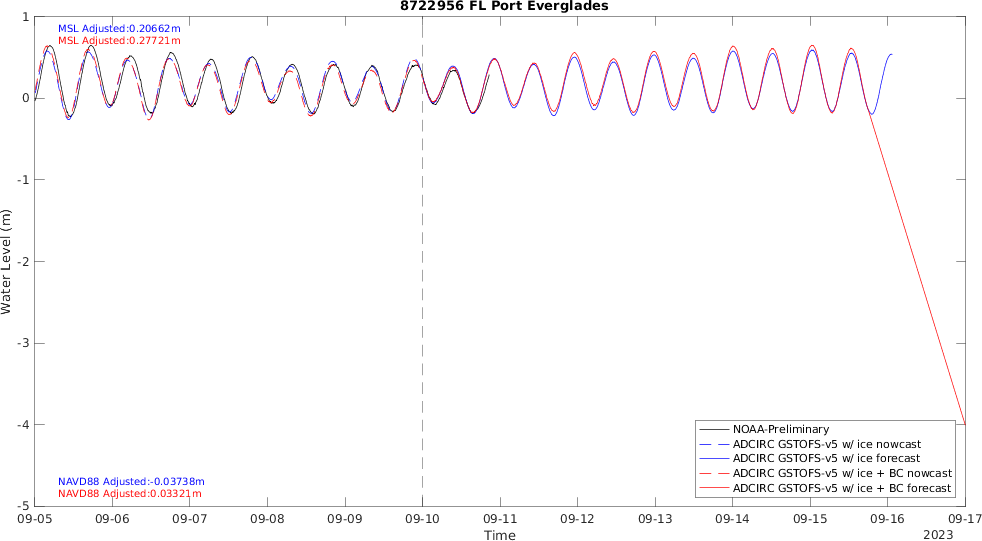 8722956 FL Port Everglades
MSL Adjusted:0.20662m
MSL Adjusted:0.27721m
1
0
-1
-2
-3
-4
-5
Water Level (m)
NAVD88 Adjusted:-0.03738m
NAVD88 Adjusted:0.03321m
NOAA-Preliminary
ADCIRC GSTOFS-v5 w/ ice nowcast
ADCIRC GSTOFS-v5 w/ ice forecast
ADCIRC GSTOFS-v5 w/ ice + BC nowcast
ADCIRC GSTOFS-v5 w/ ice + BC forecast
09-05 09-06 09-07 09-08 09-09 09-10 09-11 09-12 09-13 09-14 09-15 09-16 09-17
Time
2023